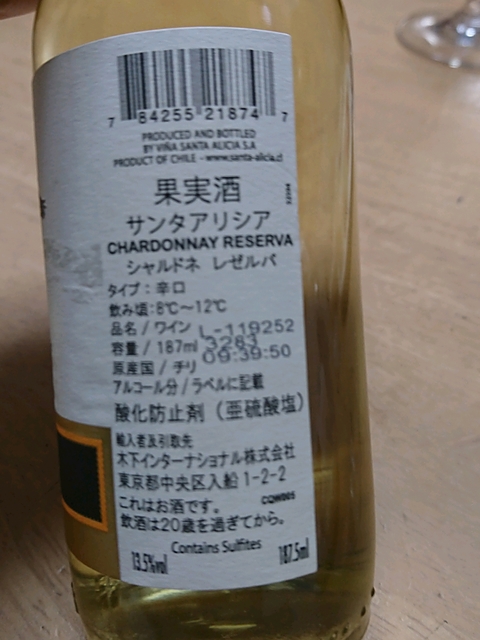 7 84255 21874 7
PRODUCED AND BOTTLED
BY VIÑA SANTA ALICIA S.A
PRODUCT OF CHILE - www.santa-alicia.cl
果実酒
サンタアリシア
CHARDONNAY RESERVA
シャルドネ レゼルバ
タイプ:辛口
飲み頃:8℃~12℃
品名/ワイン L-119252
容量/187ml 3283
原産国/チリ 09:39:50
アルコール分/ラベルに記載
酸化防止剤(亜硫酸塩)
輸入者及引取先
木下インターナショナル株式会社
東京都中央区入船1-2-2
これはお酒です。 CQW005
飲酒は20歳を過ぎてから。
Contains Sulfites
13.5%vol 187.5ml